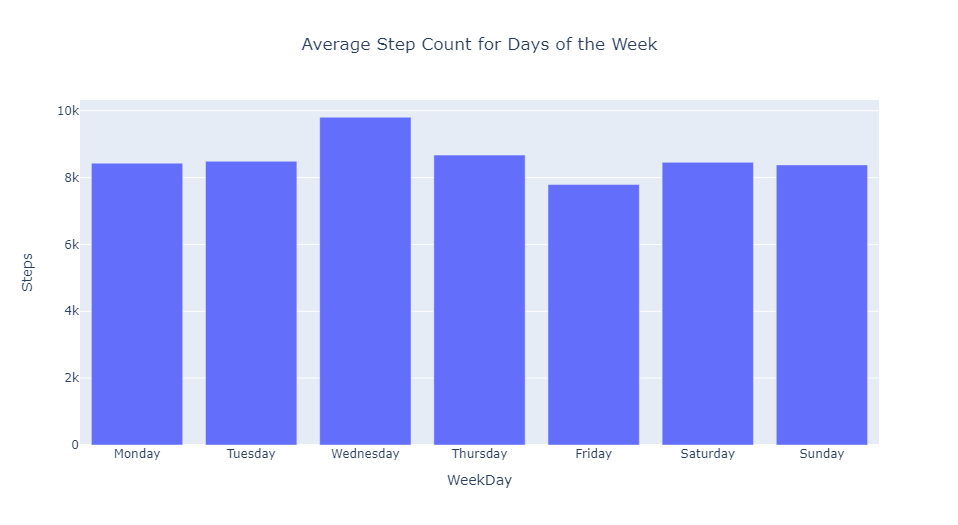 Average Step Count for Days of the Week
10k
8k
6k
4k
2k
0
Steps
Monday Tuesday Wednesday Thursday Friday Saturday Sunday
WeekDay